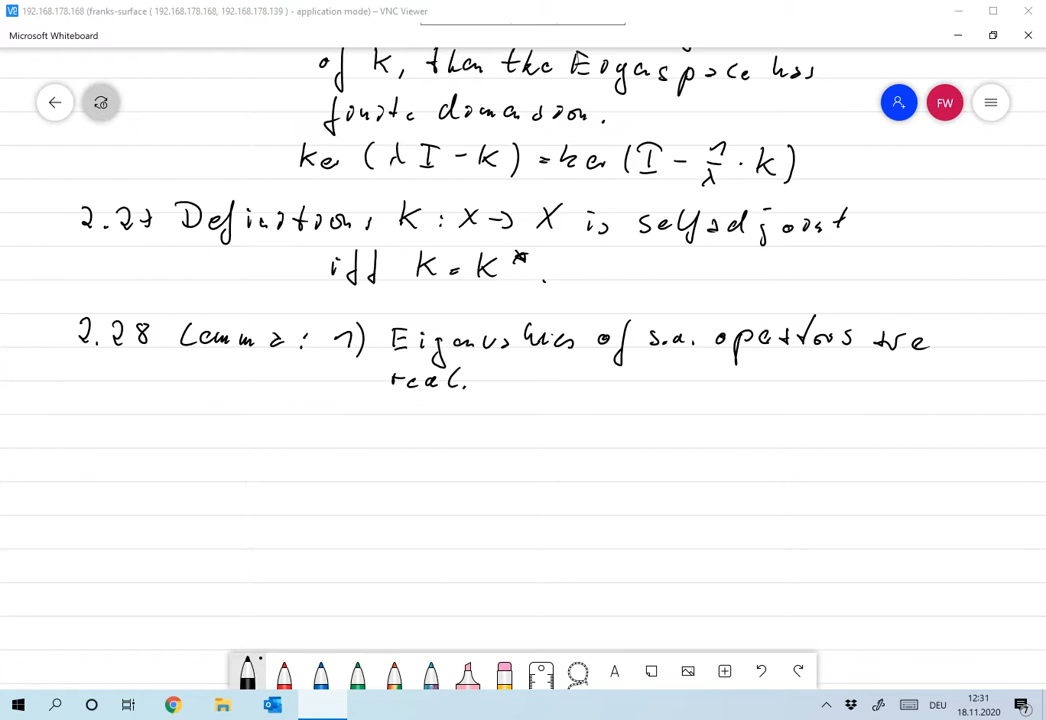 192.168.178.168 (franks-surface ( 192.168.178.168, 192.168.178.139 ) - application mode) - VNC Viewer
Microsoft Whiteboard
of K, then the Eigenspace has
finite dimension.
ker (λ I - K) = ker (I - 1/λ · K)
FW
2.27 Definition: K : X → X is selfadjoint
iff K = K*.
2.28 Lemma: 1) Eigenvalues of s.a. operators are
real.
A
DEU
12:31
18.11.2020
7